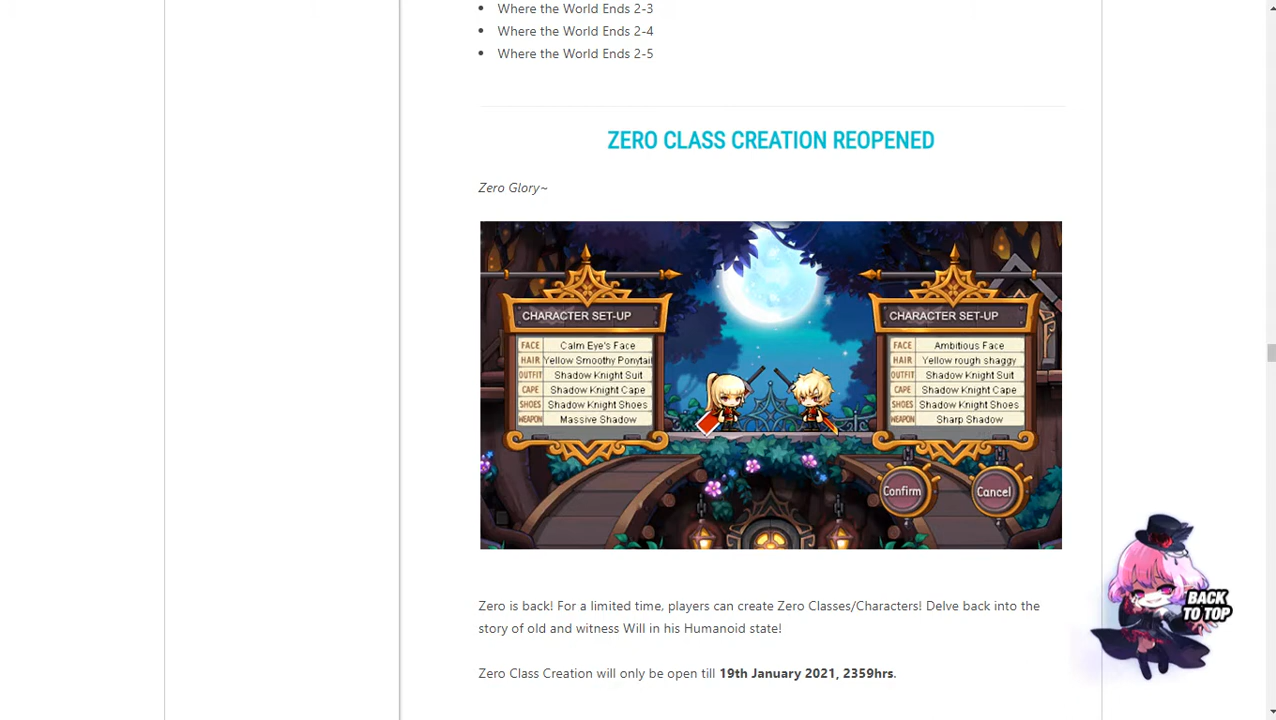 Where the World Ends 2-3
Where the World Ends 2-4
Where the World Ends 2-5
ZERO CLASS CREATION REOPENED
Zero Glory~
CHARACTER SET-UP
FACE Calm Eye's Face
HAIR Yellow Smoothy Ponytai
OUTFIT Shadow Knight Suit
CAPE Shadow Knight Cape
SHOES Shadow Knight Shoes
WEAPON Massive Shadow
CHARACTER SET-UP
FACE Ambitious Face
HAIR Yellow rough shaggy
OUTFIT Shadow Knight Suit
CAPE Shadow Knight Cape
SHOES Shadow Knight Shoes
WEAPON Sharp Shadow
Confirm
Cancel
Zero is back! For a limited time, players can create Zero Classes/Characters! Delve back into the
story of old and witness Will in his Humanoid state!
Zero Class Creation will only be open till 19th January 2021, 2359hrs.
BACK
TO TOP